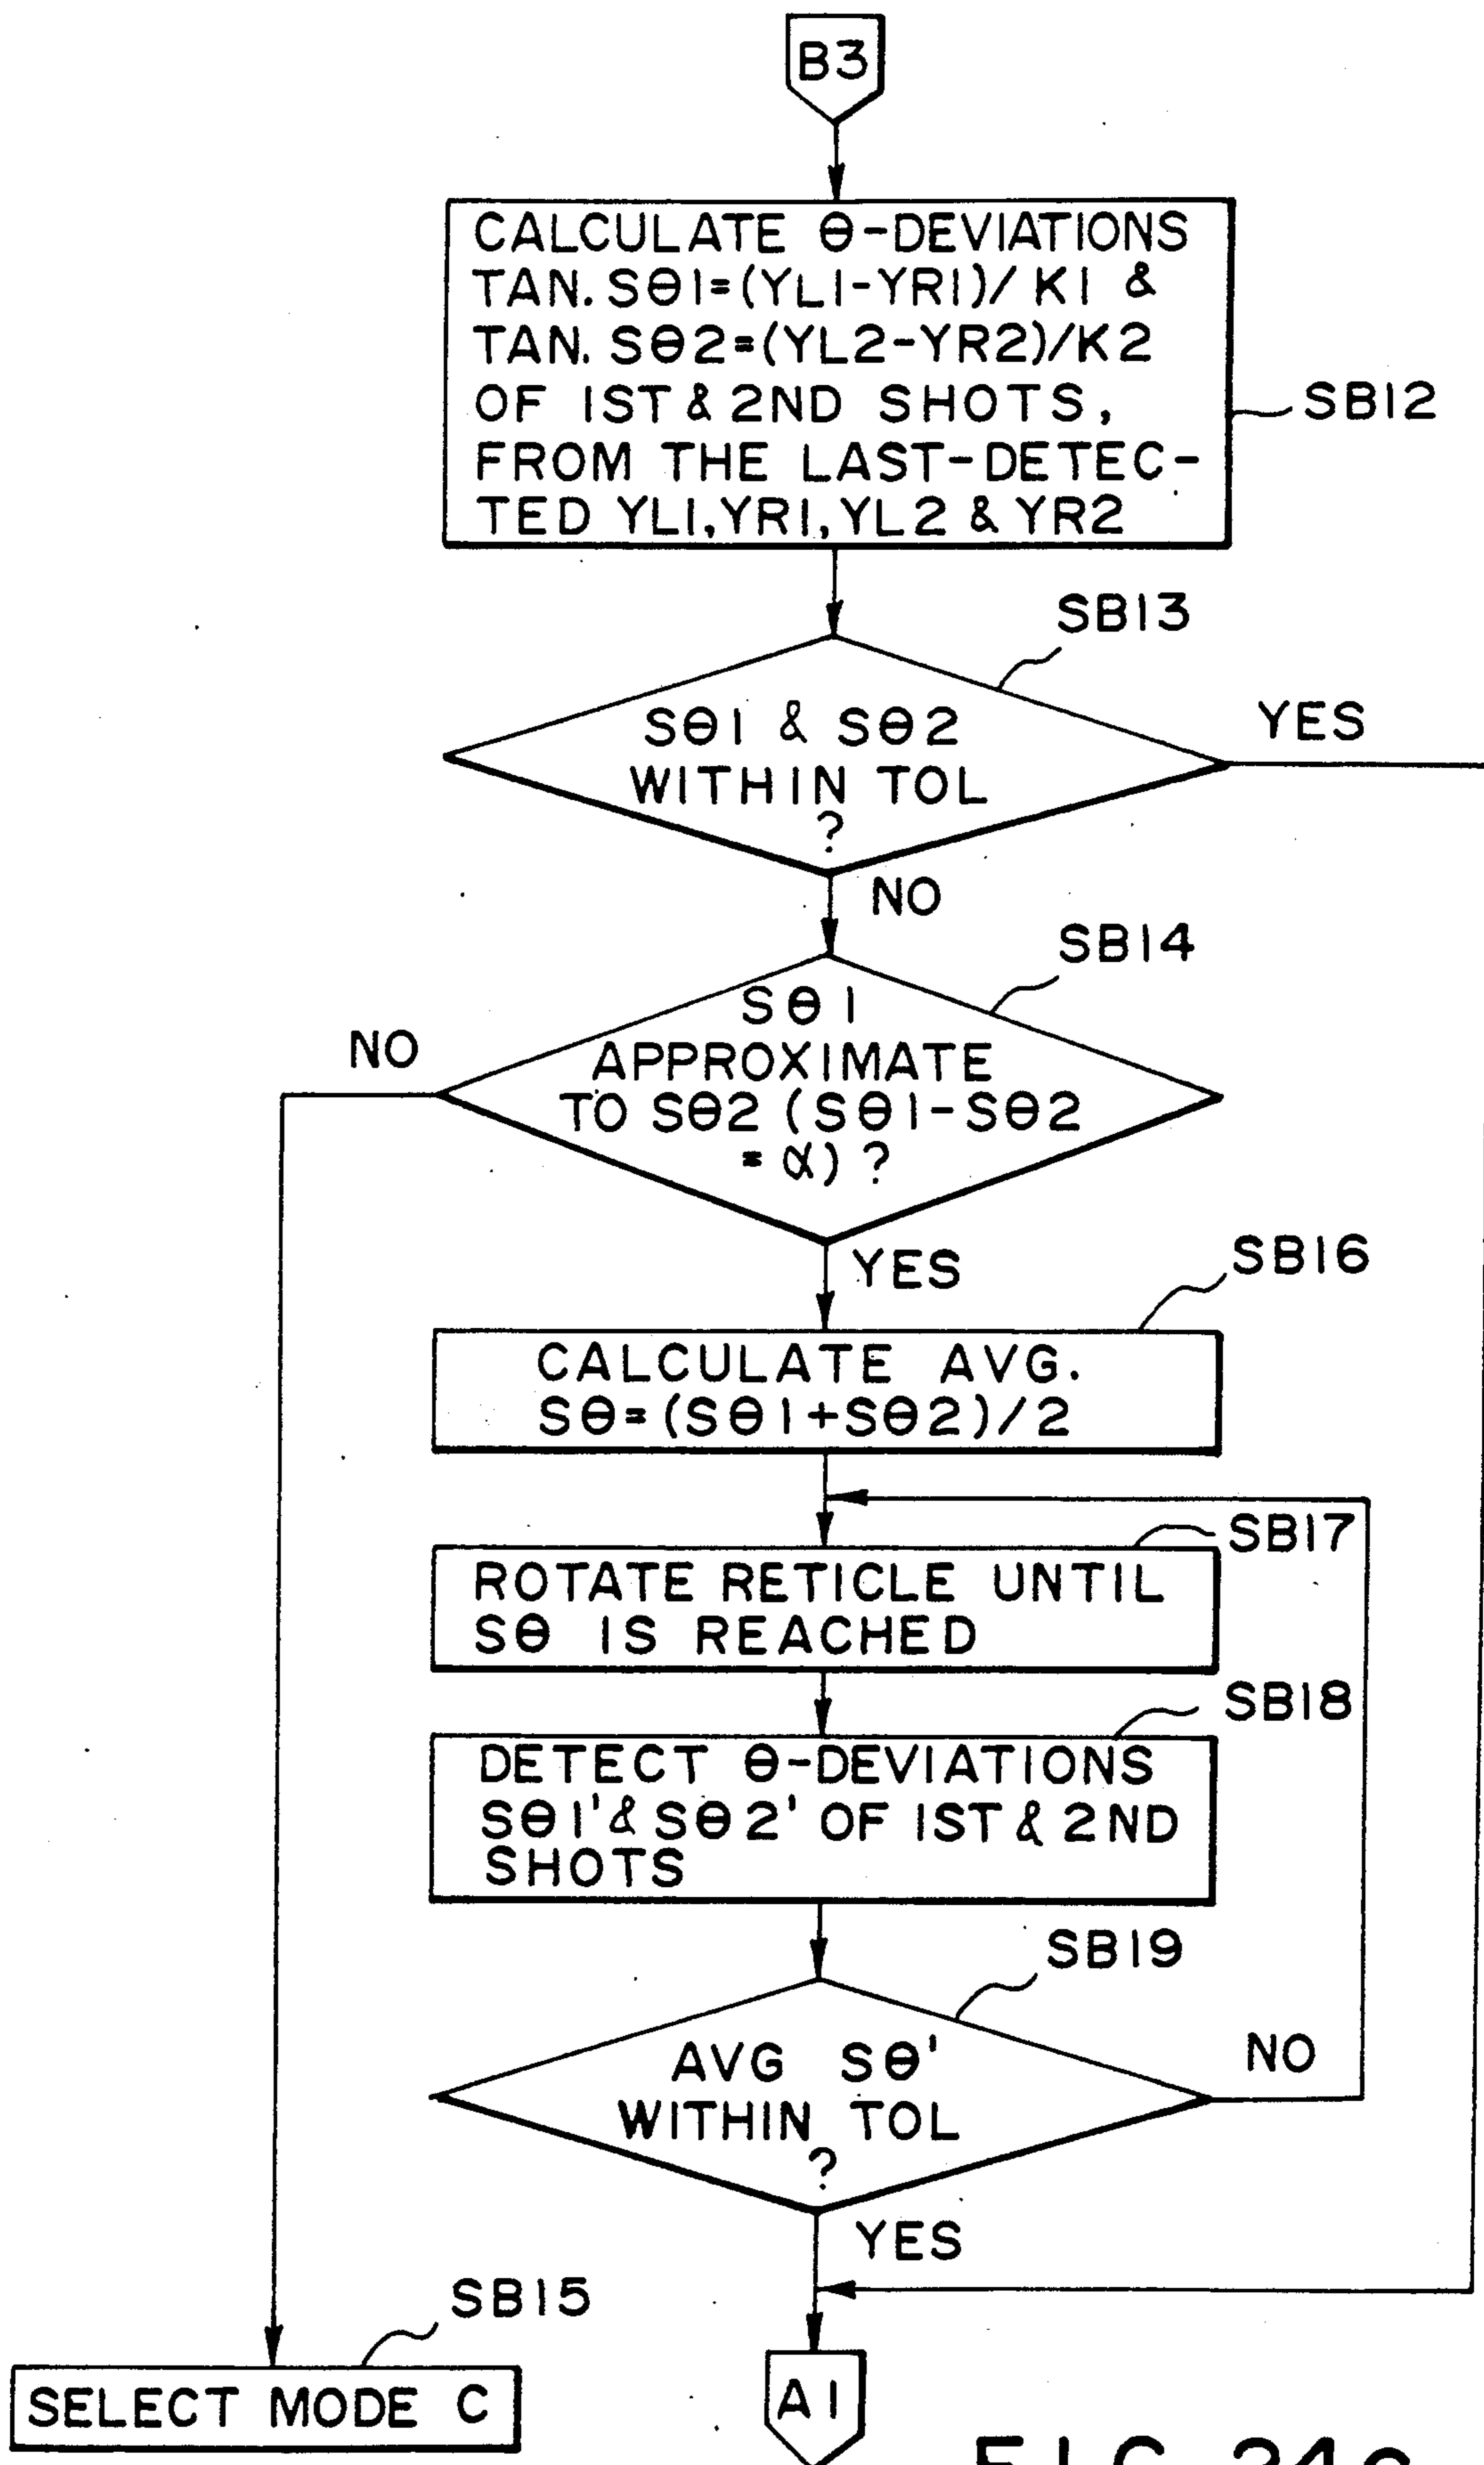 B3
CALCULATE θ-DEVIATIONS
TAN. Sθ1=(YL1-YR1)/K1 &
TAN. Sθ2=(YL2-YR2)/K2
OF 1ST & 2ND SHOTS,
FROM THE LAST-DETEC-
TED YL1,YR1,YL2 & YR2
SB12
SB13
Sθ1 & Sθ2
WITHIN TOL
?
YES
NO
SB14
Sθ1
APPROXIMATE
TO Sθ2 (Sθ1-Sθ2
=α) ?
NO
YES
SB16
CALCULATE AVG.
Sθ=(Sθ1+Sθ2)/2
SB17
ROTATE RETICLE UNTIL
Sθ IS REACHED
SB18
DETECT θ-DEVIATIONS
Sθ1'& Sθ2' OF 1ST & 2ND
SHOTS
SB19
AVG Sθ'
WITHIN TOL
?
NO
YES
SB15
SELECT MODE C
A1